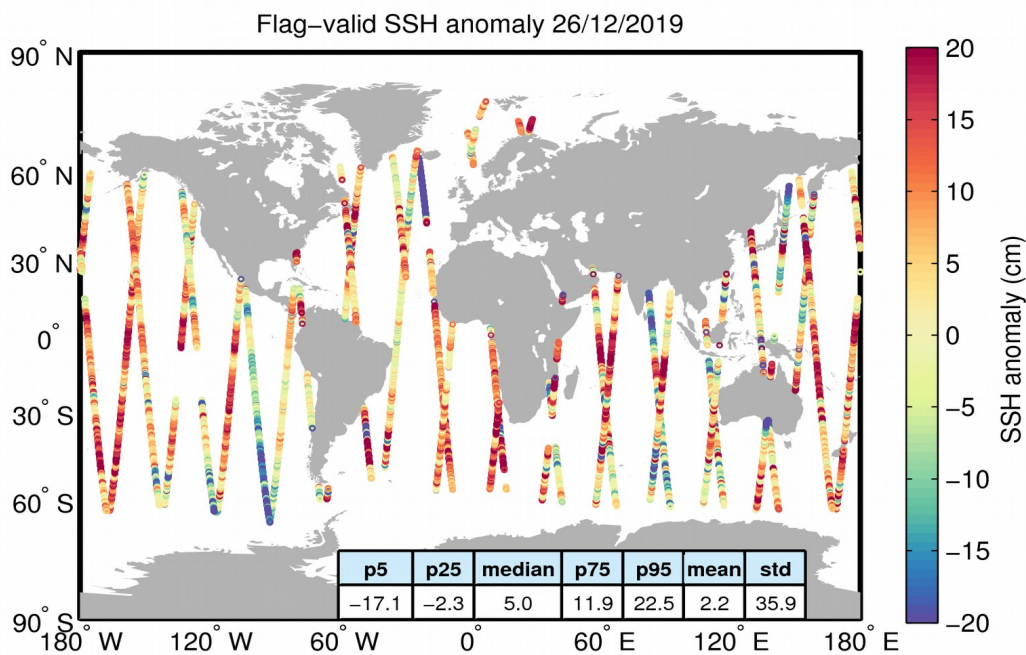 Flag−valid SSH anomaly 26/12/2019
90° N
60° N
30° N
0°
30° S
60° S
90° S
180° W
120° W
60° W
0°
60° E
120° E
180° E
p5 p25 median p75 p95 mean std
−17.1 −2.3 5.0 11.9 22.5 2.2 35.9
20
15
10
5
0
−5
−10
−15
−20
SSH anomaly (cm)